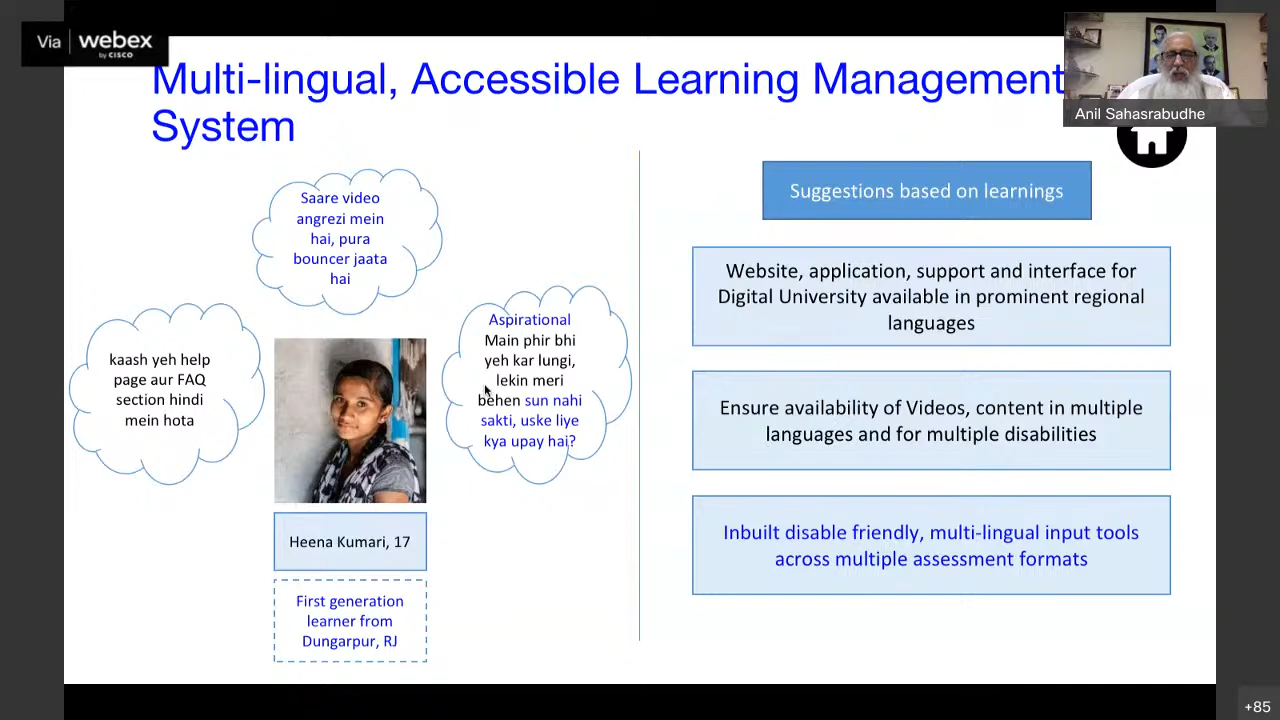 Via webex
by CISCO
Multi-lingual, Accessible Learning Management
System
Anil Sahasrabudhe
Saare video
angrezi mein
hai, pura
bouncer jaata
hai
kaash yeh help
page aur FAQ
section hindi
mein hota
Aspirational
Main phir bhi
yeh kar lungi,
lekin meri
behen sun nahi
sakti, uske liye
kya upay hai?
Heena Kumari, 17
First generation
learner from
Dungarpur, RJ
Suggestions based on learnings
Website, application, support and interface for
Digital University available in prominent regional
languages
Ensure availability of Videos, content in multiple
languages and for multiple disabilities
Inbuilt disable friendly, multi-lingual input tools
across multiple assessment formats
+85